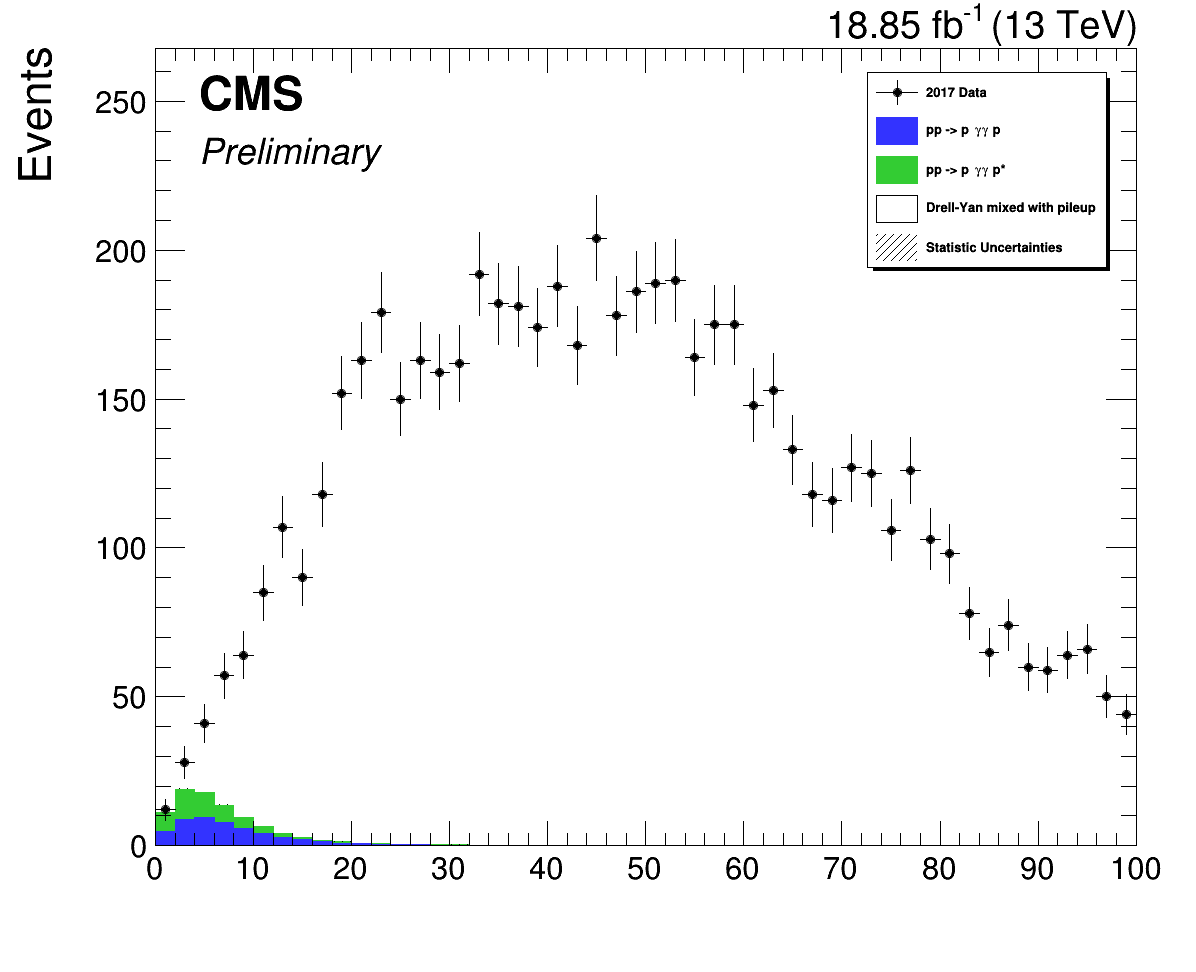 18.85 fb-1 (13 TeV)
Events
CMS
Preliminary
2017 Data
pp -> p γγ p
pp -> p γγ p*
Drell-Yan mixed with pileup
Statistic Uncertainties
250
200
150
100
50
0
0 10 20 30 40 50 60 70 80 90 100